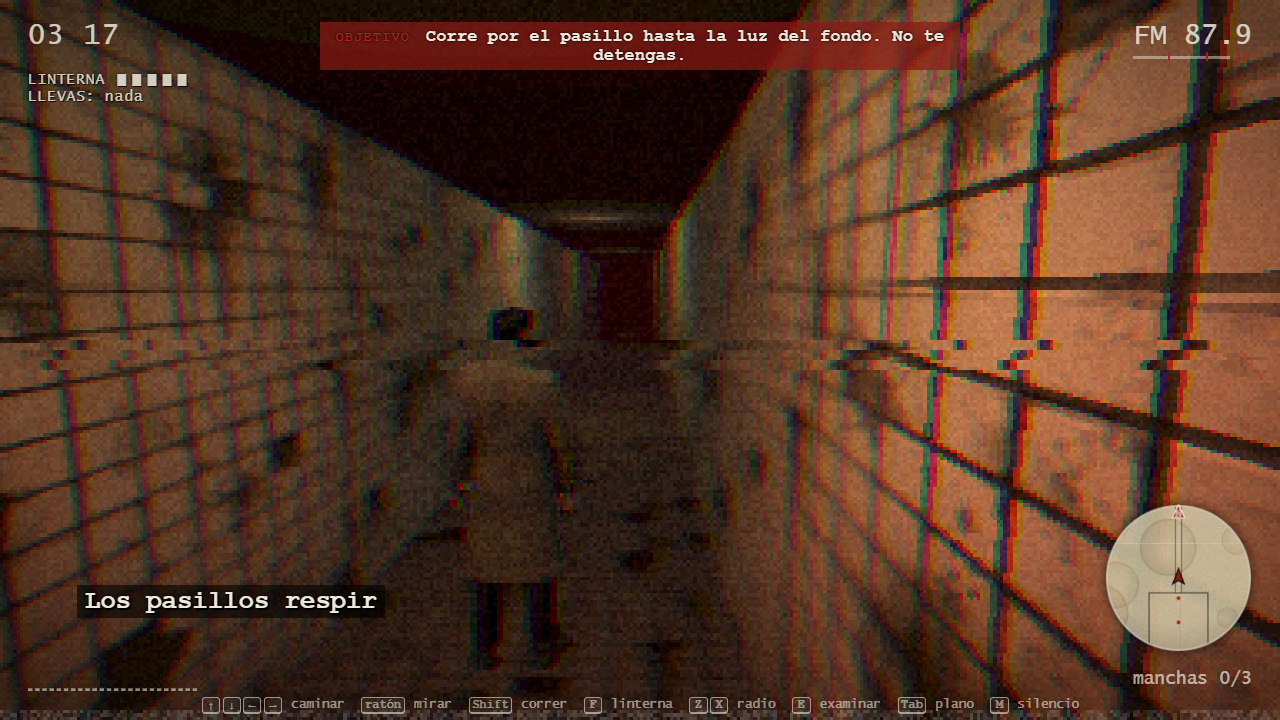 03 17
OBJETIVO Corre por el pasillo hasta la luz del fondo. No te
detengas.
FM 87.9
LINTERNA
LLEVAS: nada
Los pasillos respir
manchas 0/3
↑ ↓ ← → caminar ratón mirar Shift correr F linterna Z X radio E examinar Tab plano M silencio